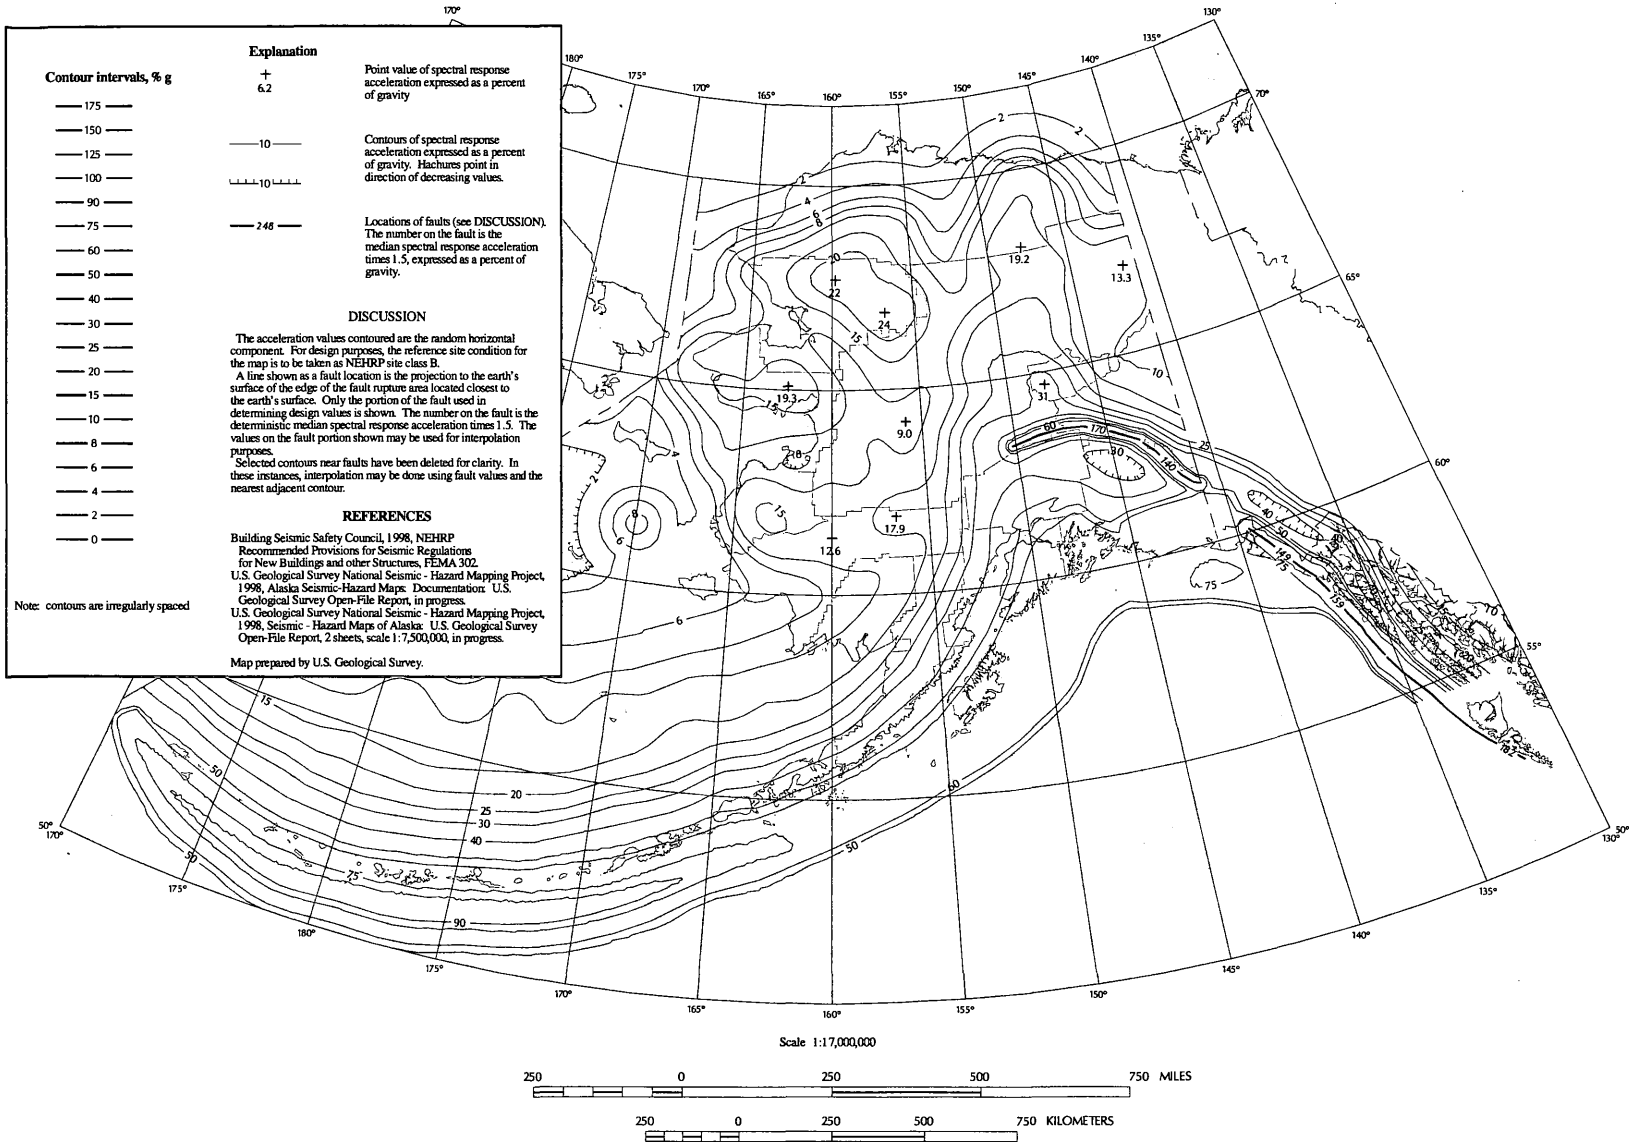 Explanation
Contour intervals, % g
175
150
125
100
90
75
60
50
40
30
25
20
15
10
8
6
4
2
0
Note: contours are irregularly spaced
+
6.2
Point value of spectral response
acceleration expressed as a percent
of gravity
10
Contours of spectral response
acceleration expressed as a percent
of gravity. Hachures point in
direction of decreasing values.
10
248
Locations of faults (see DISCUSSION).
The number on the fault is the
median spectral response acceleration
times 1.5, expressed as a percent of
gravity.
DISCUSSION
The acceleration values contoured are the random horizontal
component. For design purposes, the reference site condition for
the map is to be taken as NEHRP site class B.
A line shown as a fault location is the projection to the earth's
surface of the edge of the fault rupture area located closest to
the earth's surface. Only the portion of the fault used in
determining design values is shown. The number on the fault is the
deterministic median spectral response acceleration times 1.5. The
values on the fault portion shown may be used for interpolation
purposes.
Selected contours near faults have been deleted for clarity. In
these instances, interpolation may be done using fault values and the
nearest adjacent contour.
REFERENCES
Building Seismic Safety Council, 1998, NEHRP
Recommended Provisions for Seismic Regulations
for New Buildings and other Structures, FEMA 302.
U.S. Geological Survey National Seismic - Hazard Mapping Project,
1998, Alaska Seismic-Hazard Maps: Documentation: U.S.
Geological Survey Open-File Report, in progress.
U.S. Geological Survey National Seismic - Hazard Mapping Project,
1998, Seismic - Hazard Maps of Alaska: U.S. Geological Survey
Open-File Report, 2 sheets, scale 1:7,500,000, in progress.
Map prepared by U.S. Geological Survey.
170°
180°
175°
170°
165°
160°
155°
150°
145°
140°
135°
130°
70°
65°
60°
55°
50°
130°
135°
140°
145°
150°
155°
160°
165°
170°
175°
180°
175°
170°
50°
2
2
2
4
6
8
20
22
24
15
19.2
13.3
19.3
15
9.0
31
10
8
15
12.6
17.9
4
2
8
6
6
60
170
140
25
30
40
50
40
149
75
159
75
10
20
15
50
50
20
25
30
40
75
90
50
60
Scale 1:17,000,000
250 0 250 500 750 MILES
250 0 250 500 750 KILOMETERS